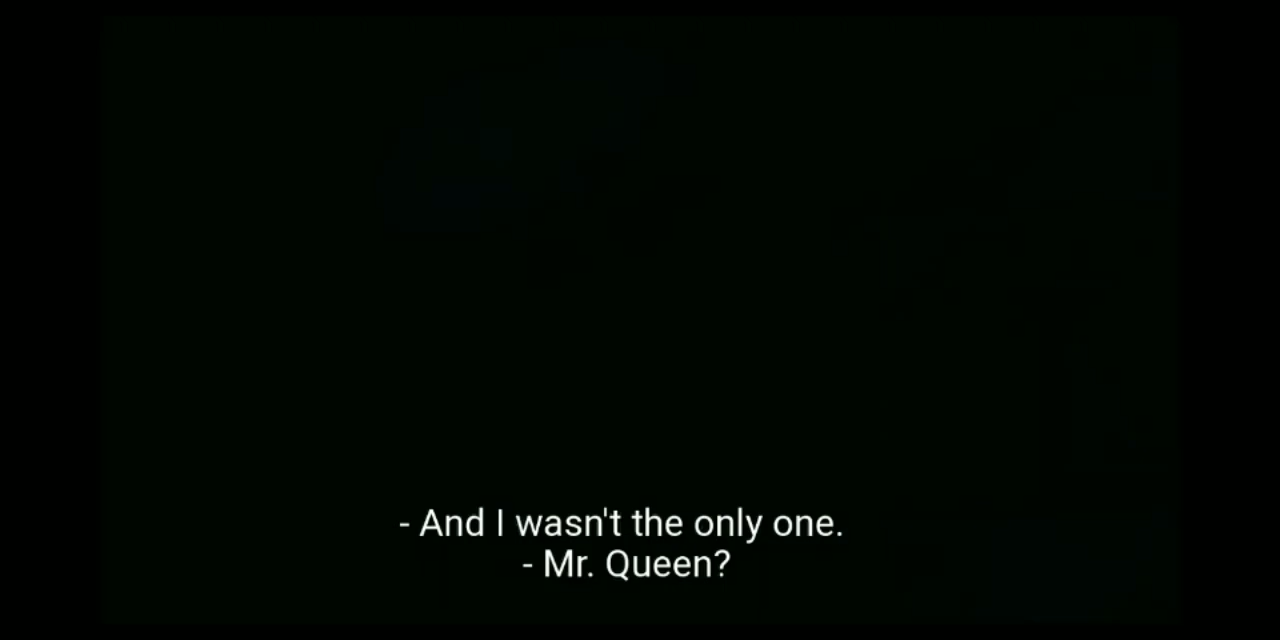 - And I wasn't the only one.
- Mr. Queen?